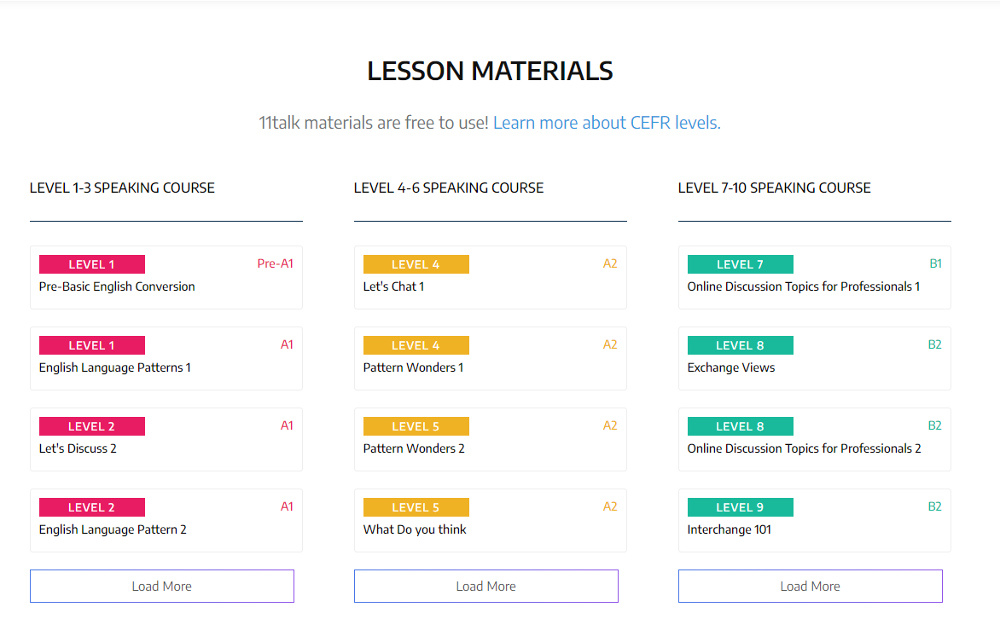 LESSON MATERIALS
11talk materials are free to use! Learn more about CEFR levels.
LEVEL 1-3 SPEAKING COURSE
LEVEL 1
Pre-A1
Pre-Basic English Conversion
LEVEL 1
A1
English Language Patterns 1
LEVEL 2
A1
Let's Discuss 2
LEVEL 2
A1
English Language Pattern 2
Load More
LEVEL 4-6 SPEAKING COURSE
LEVEL 4
A2
Let's Chat 1
LEVEL 4
A2
Pattern Wonders 1
LEVEL 5
A2
Pattern Wonders 2
LEVEL 5
A2
What Do you think
Load More
LEVEL 7-10 SPEAKING COURSE
LEVEL 7
B1
Online Discussion Topics for Professionals 1
LEVEL 8
B2
Exchange Views
LEVEL 8
B2
Online Discussion Topics for Professionals 2
LEVEL 9
B2
Interchange 101
Load More